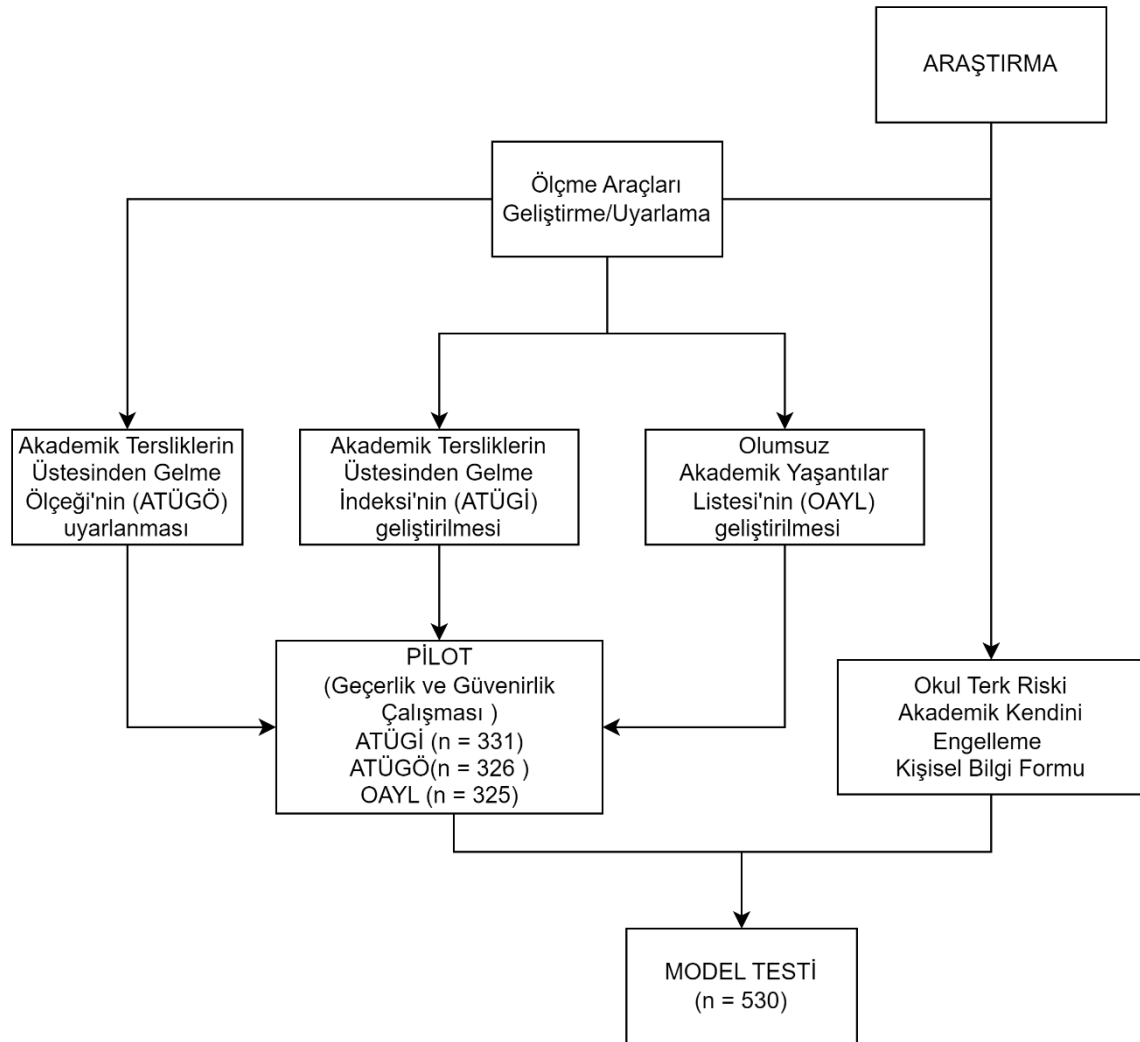 ARAŞTIRMA
Ölçme Araçları
Geliştirme/Uyarlama
Akademik Tersliklerin
Üstesinden Gelme
Ölçeği'nin (ATÜGÖ)
uyarlanması
Akademik Tersliklerin
Üstesinden Gelme
İndeksi'nin (ATÜGİ)
geliştirilmesi
Olumsuz
Akademik Yaşantılar
Listesi'nin (OAYL)
geliştirilmesi
PİLOT
(Geçerlik ve Güvenirlik
Çalışması )
ATÜGİ (n = 331)
ATÜGÖ(n = 326 )
OAYL (n = 325)
Okul Terk Riski
Akademik Kendini
Engelleme
Kişisel Bilgi Formu
MODEL TESTİ
(n = 530)